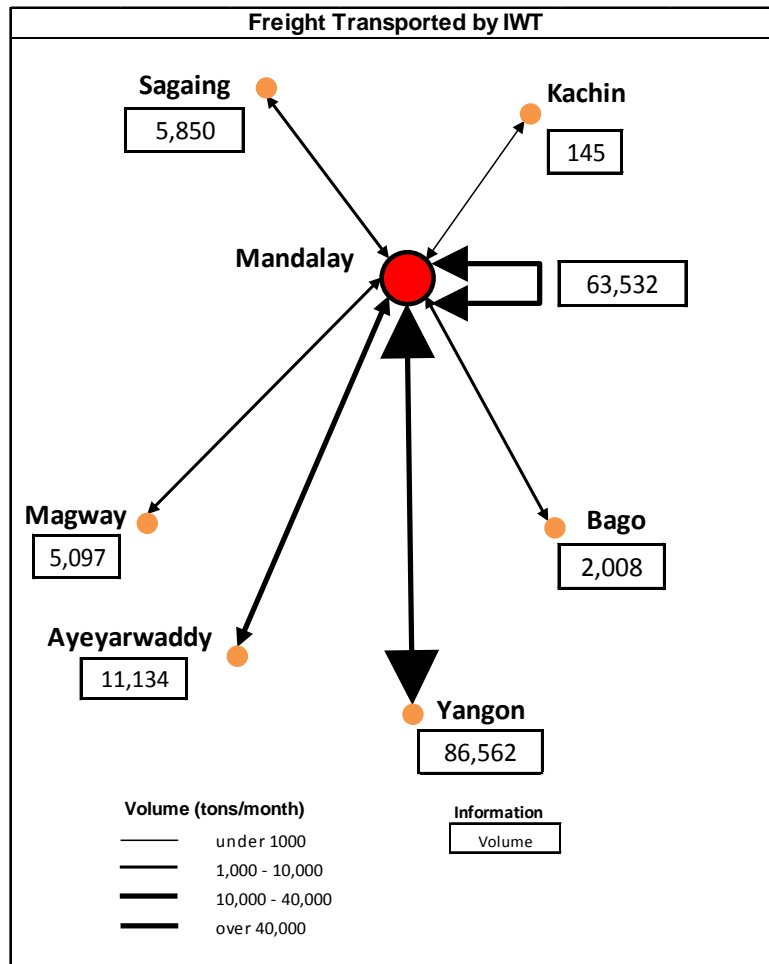 Freight Transported by IWT
Sagaing
5,850
Kachin
145
Mandalay
63,532
Magway
5,097
Bago
2,008
Ayeyarwaddy
11,134
Yangon
86,562
Volume (tons/month)
under 1000
1,000 - 10,000
10,000 - 40,000
over 40,000
Information
Volume